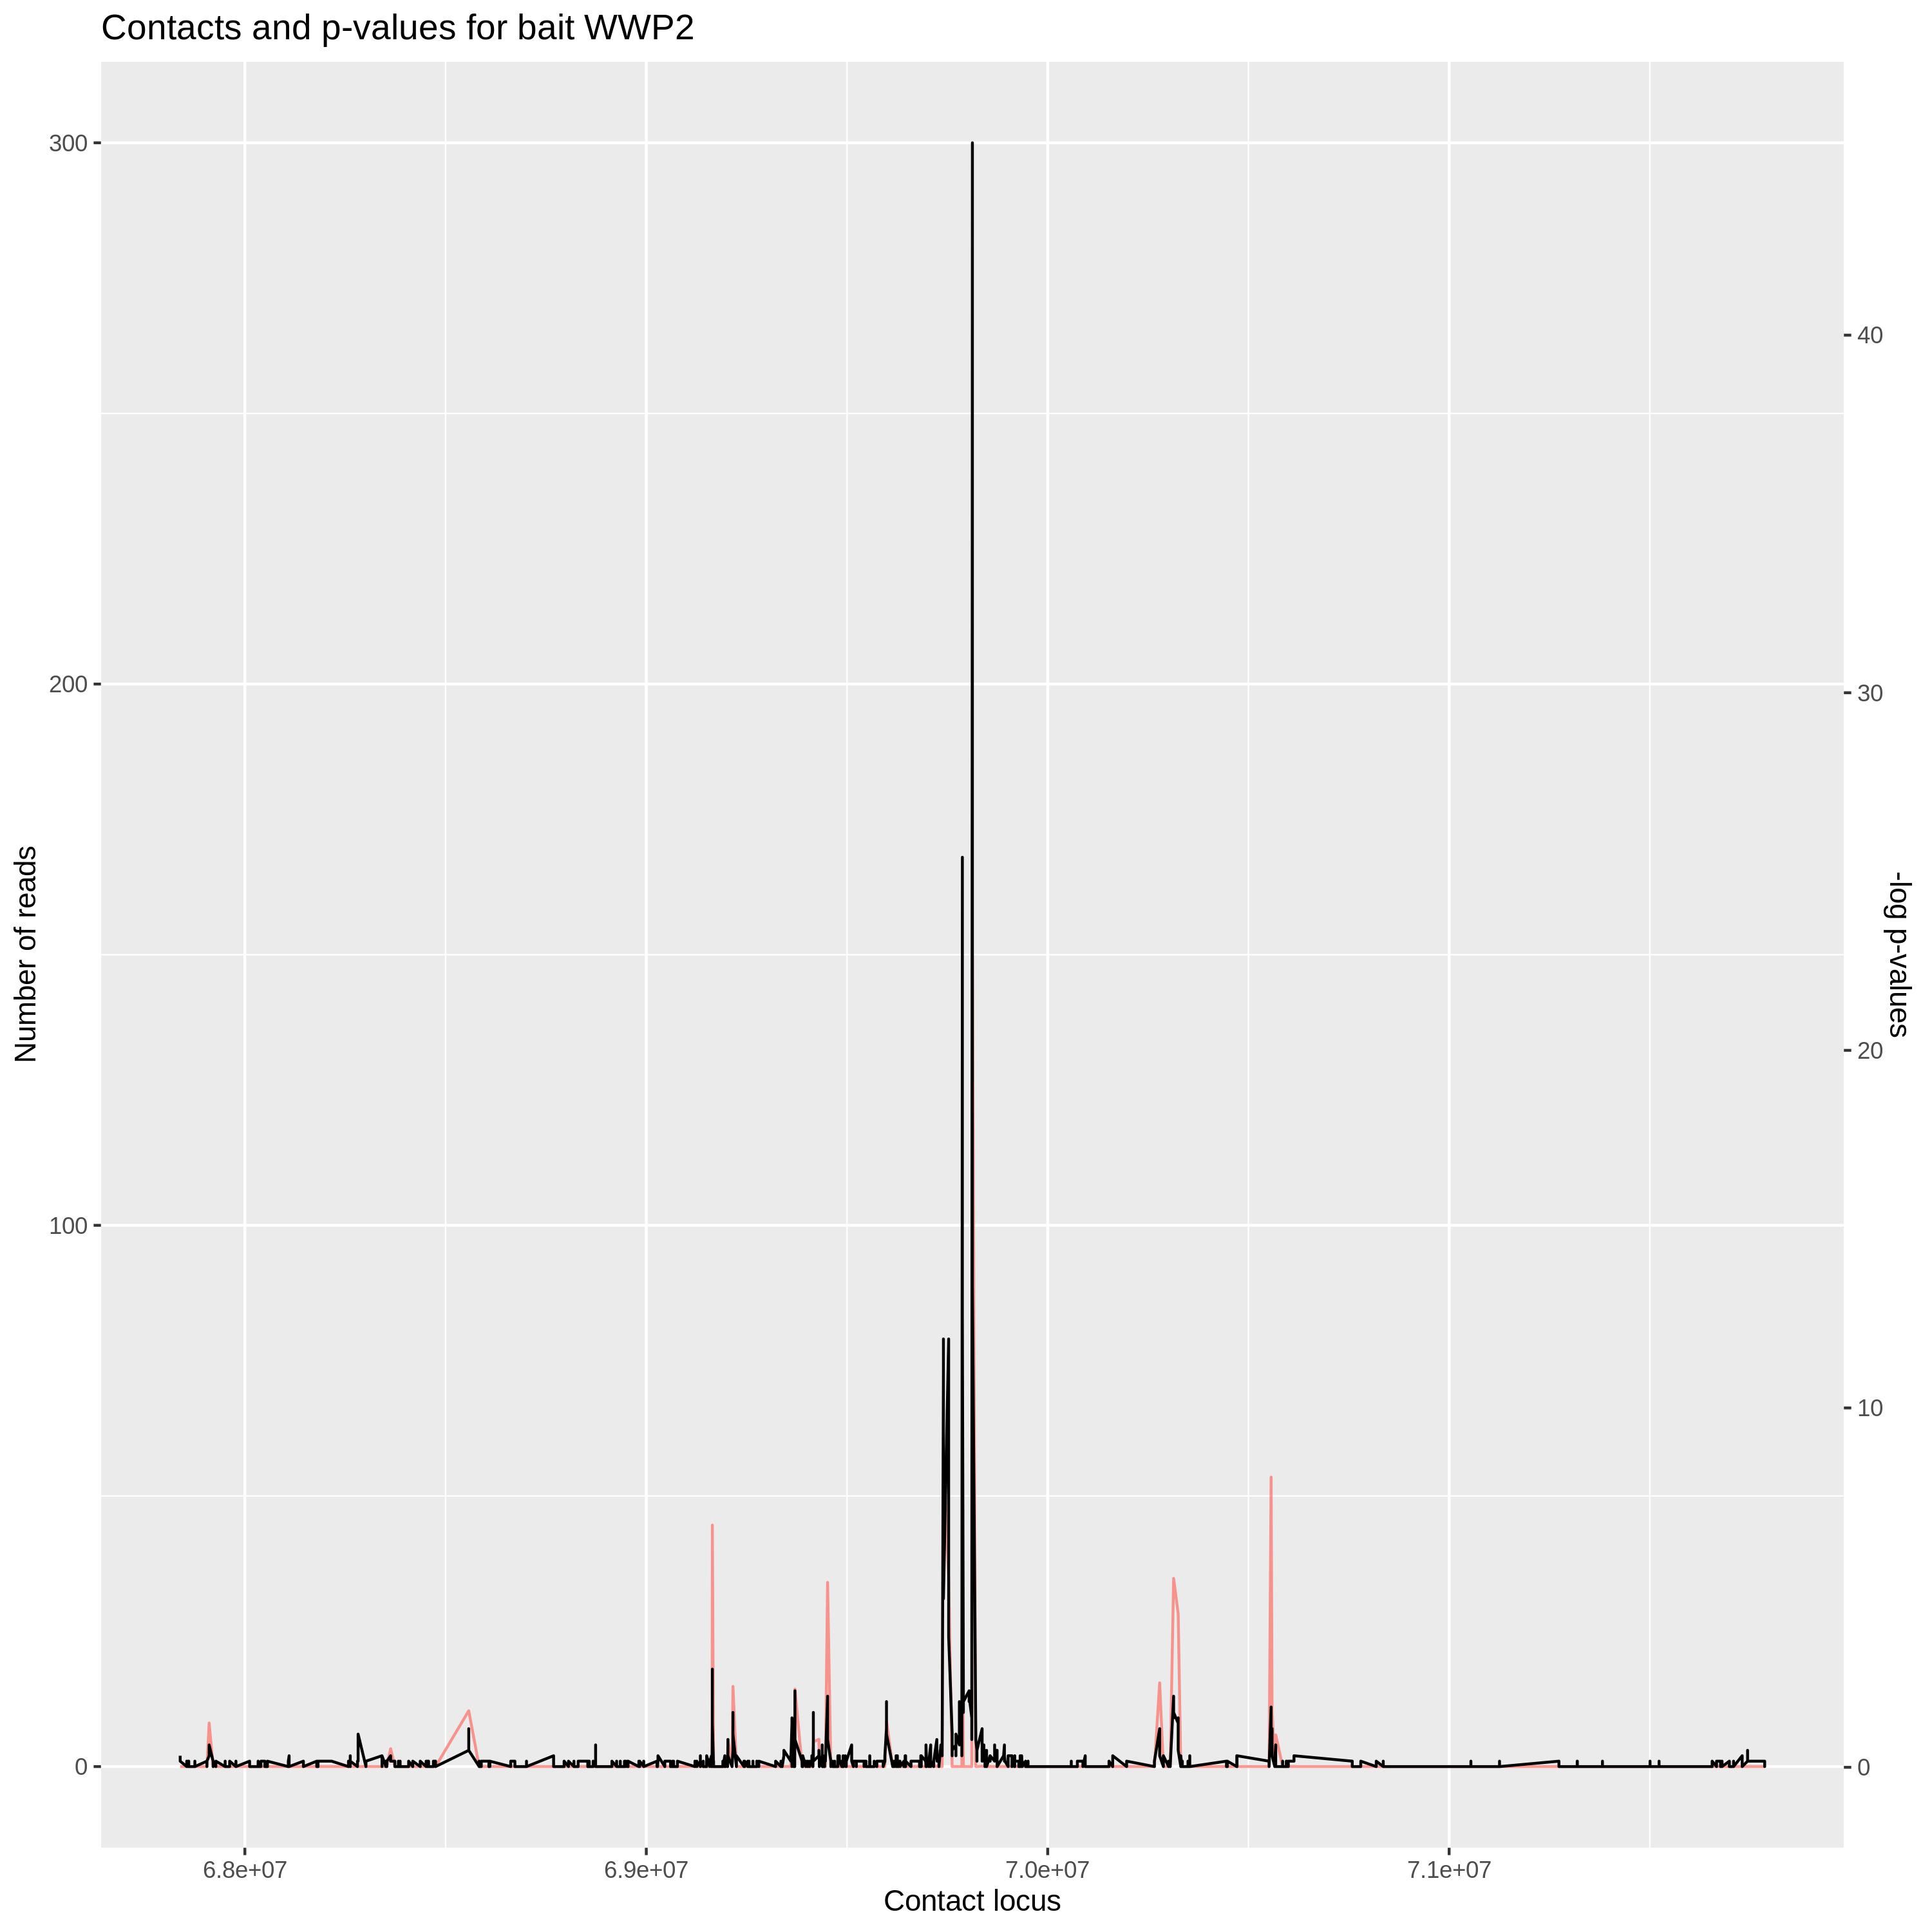 Contacts and p-values for bait WWP2
300
200
100
0
Number of reads
40
30
20
10
0
-log p-values
6.8e+07
6.9e+07
7.0e+07
7.1e+07
Contact locus